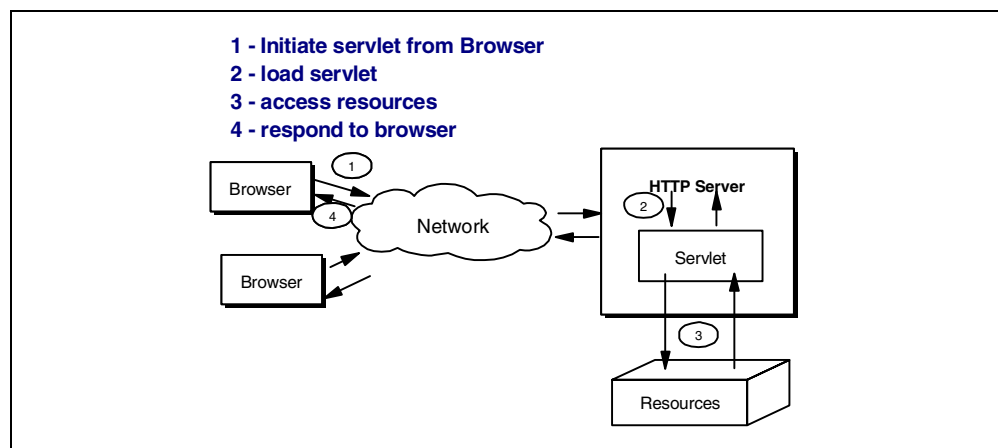 1 - Initiate servlet from Browser
2 - load servlet
3 - access resources
4 - respond to browser
1
Browser
HTTP Server
2
4
Network
Servlet
Browser
3
Resources